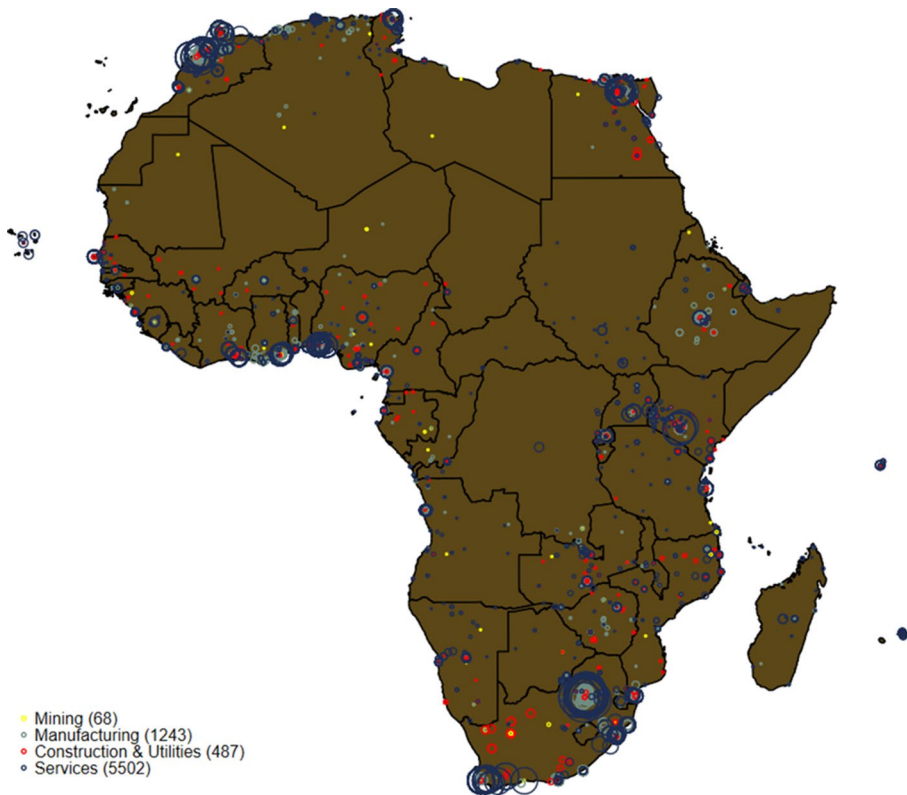 Mining (68)
Manufacturing (1243)
Construction & Utilities (487)
Services (5502)